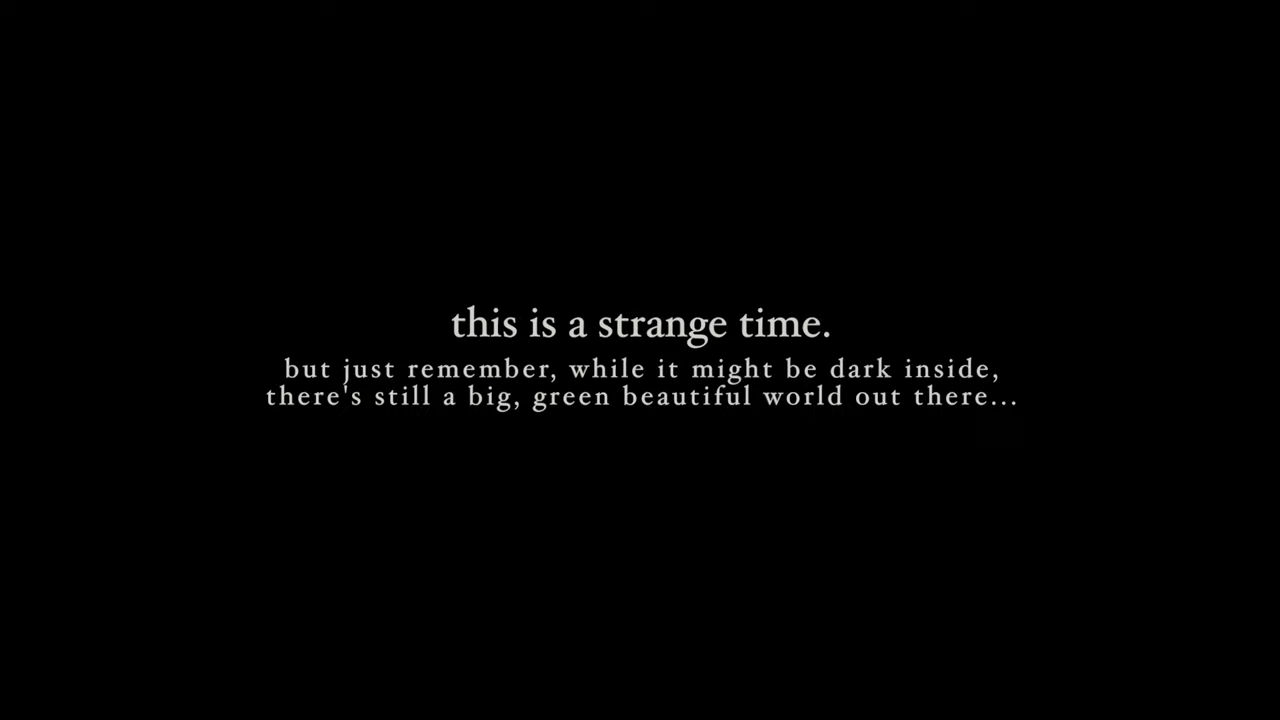 this is a strange time.
but just remember, while it might be dark inside,
there's still a big, green beautiful world out there...